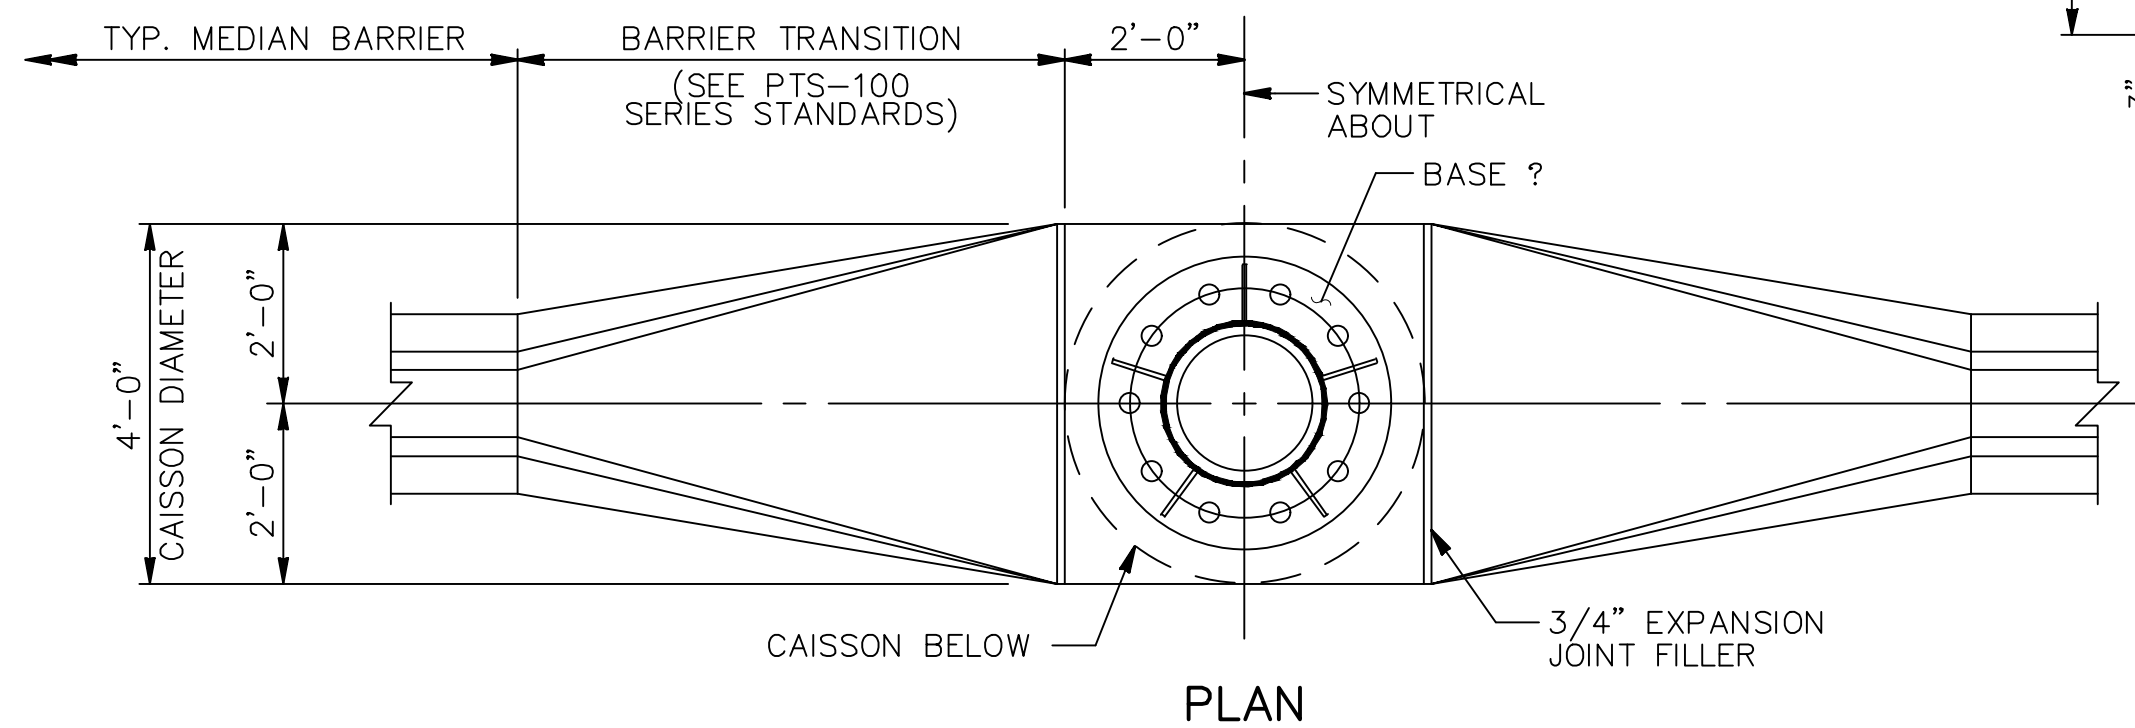 TYP. MEDIAN BARRIER
BARRIER TRANSITION
(SEE PTS-100
SERIES STANDARDS)
2'-0"
SYMMETRICAL
ABOUT
BASE ?
4'-0"
CAISSON DIAMETER
2'-0"
2'-0"
CAISSON BELOW
3/4" EXPANSION
JOINT FILLER
PLAN